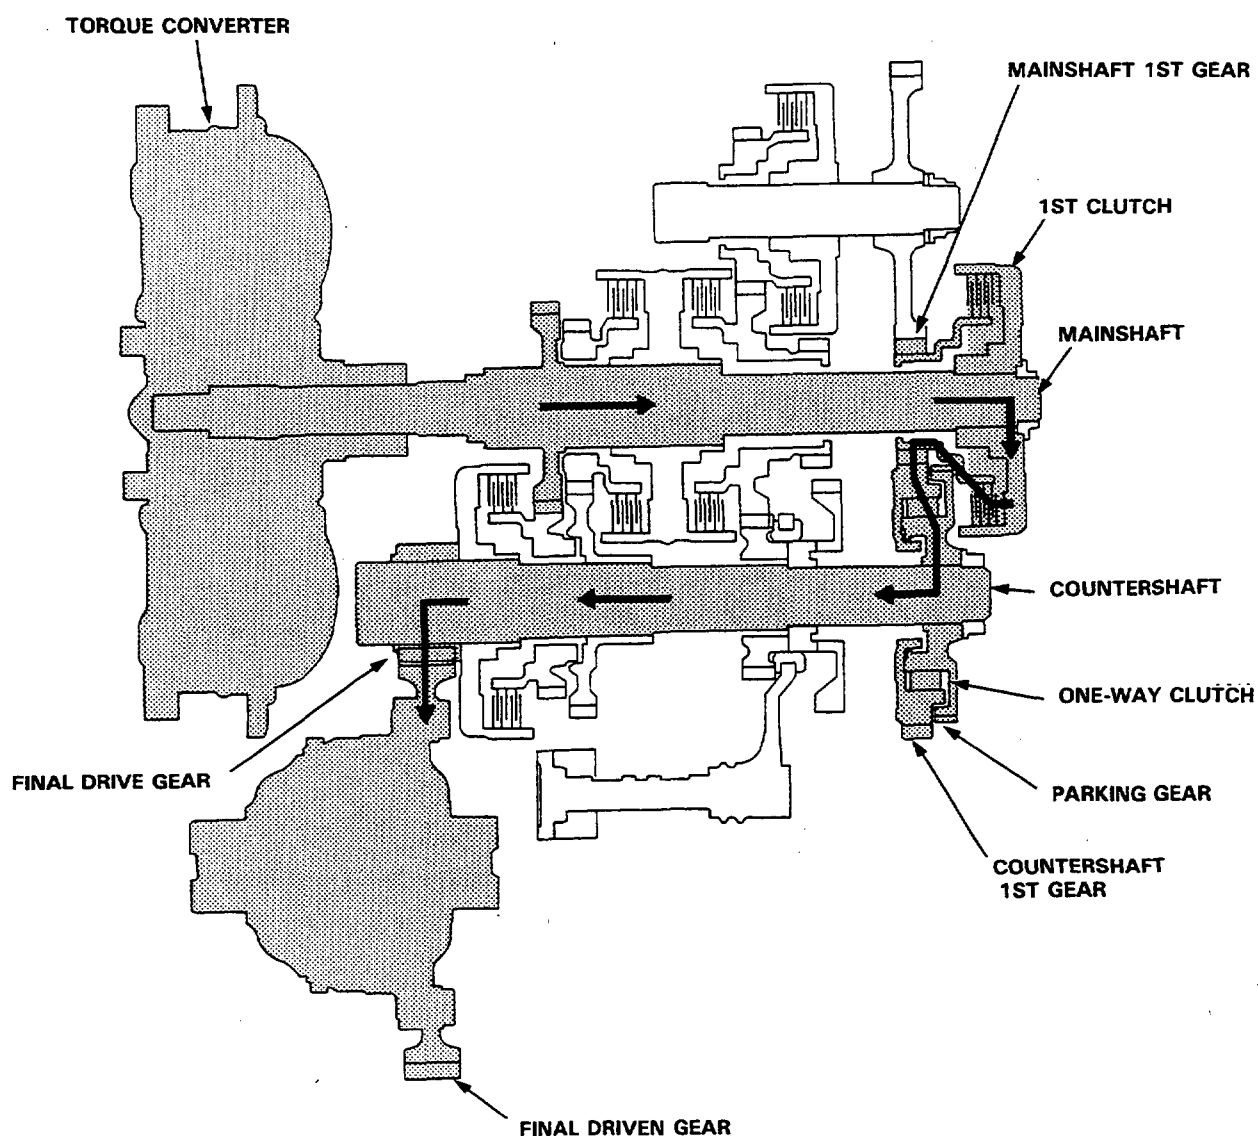 TORQUE CONVERTER
MAINSHAFT 1ST GEAR
1ST CLUTCH
MAINSHAFT
COUNTERSHAFT
ONE-WAY CLUTCH
FINAL DRIVE GEAR
PARKING GEAR
COUNTERSHAFT
1ST GEAR
FINAL DRIVEN GEAR